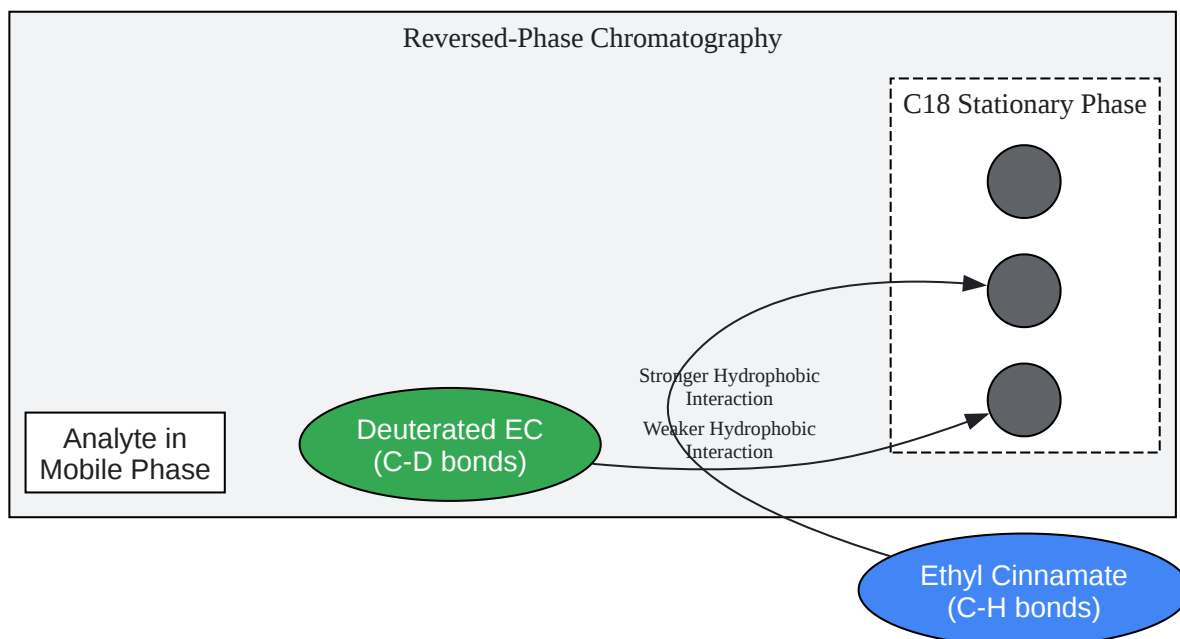 Reversed-Phase Chromatography
C18 Stationary Phase
Stronger Hydrophobic
Interaction
Weaker Hydrophobic
Interaction
Analyte in
Mobile Phase
Deuterated EC
(C-D bonds)
Ethyl Cinnamate
(C-H bonds)